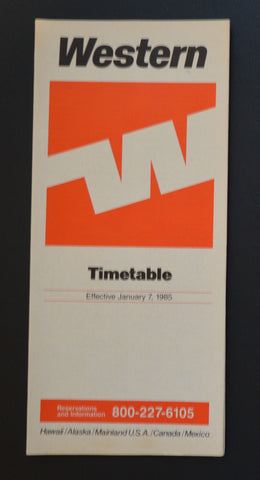 Western
Timetable
Effective January 7, 1985
Reservations
and Information 800-227-6105
Hawaii/Alaska/Mainland U.S.A./Canada/Mexico